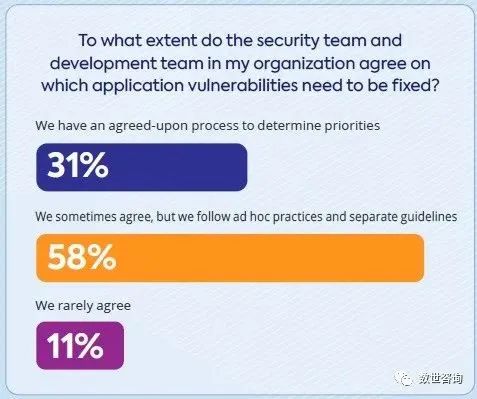 To what extent do the security team and
development team in my organization agree on
which application vulnerabilities need to be fixed?
We have an agreed-upon process to determine priorities
31%
We sometimes agree, but we follow ad hoc practices and separate guidelines
58%
We rarely agree
11%
数世咨询